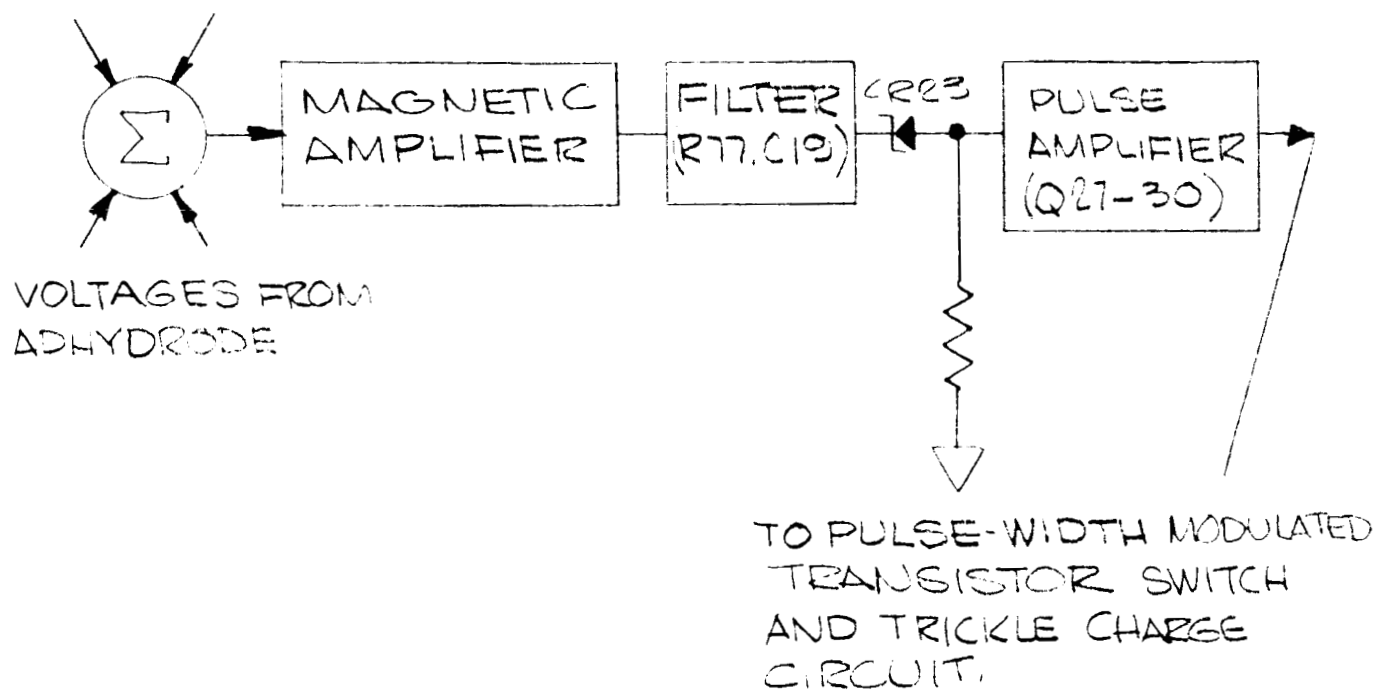 Σ
MAGNETIC
AMPLIFIER
FILTER
(R77, C19)
CR23
PULSE
AMPLIFIER
(Q27-30)
VOLTAGES FROM
ADHYDRODE
TO PULSE-WIDTH MODULATED
TRANSISTOR SWITCH
AND TRICKLE CHARGE
CIRCUIT.